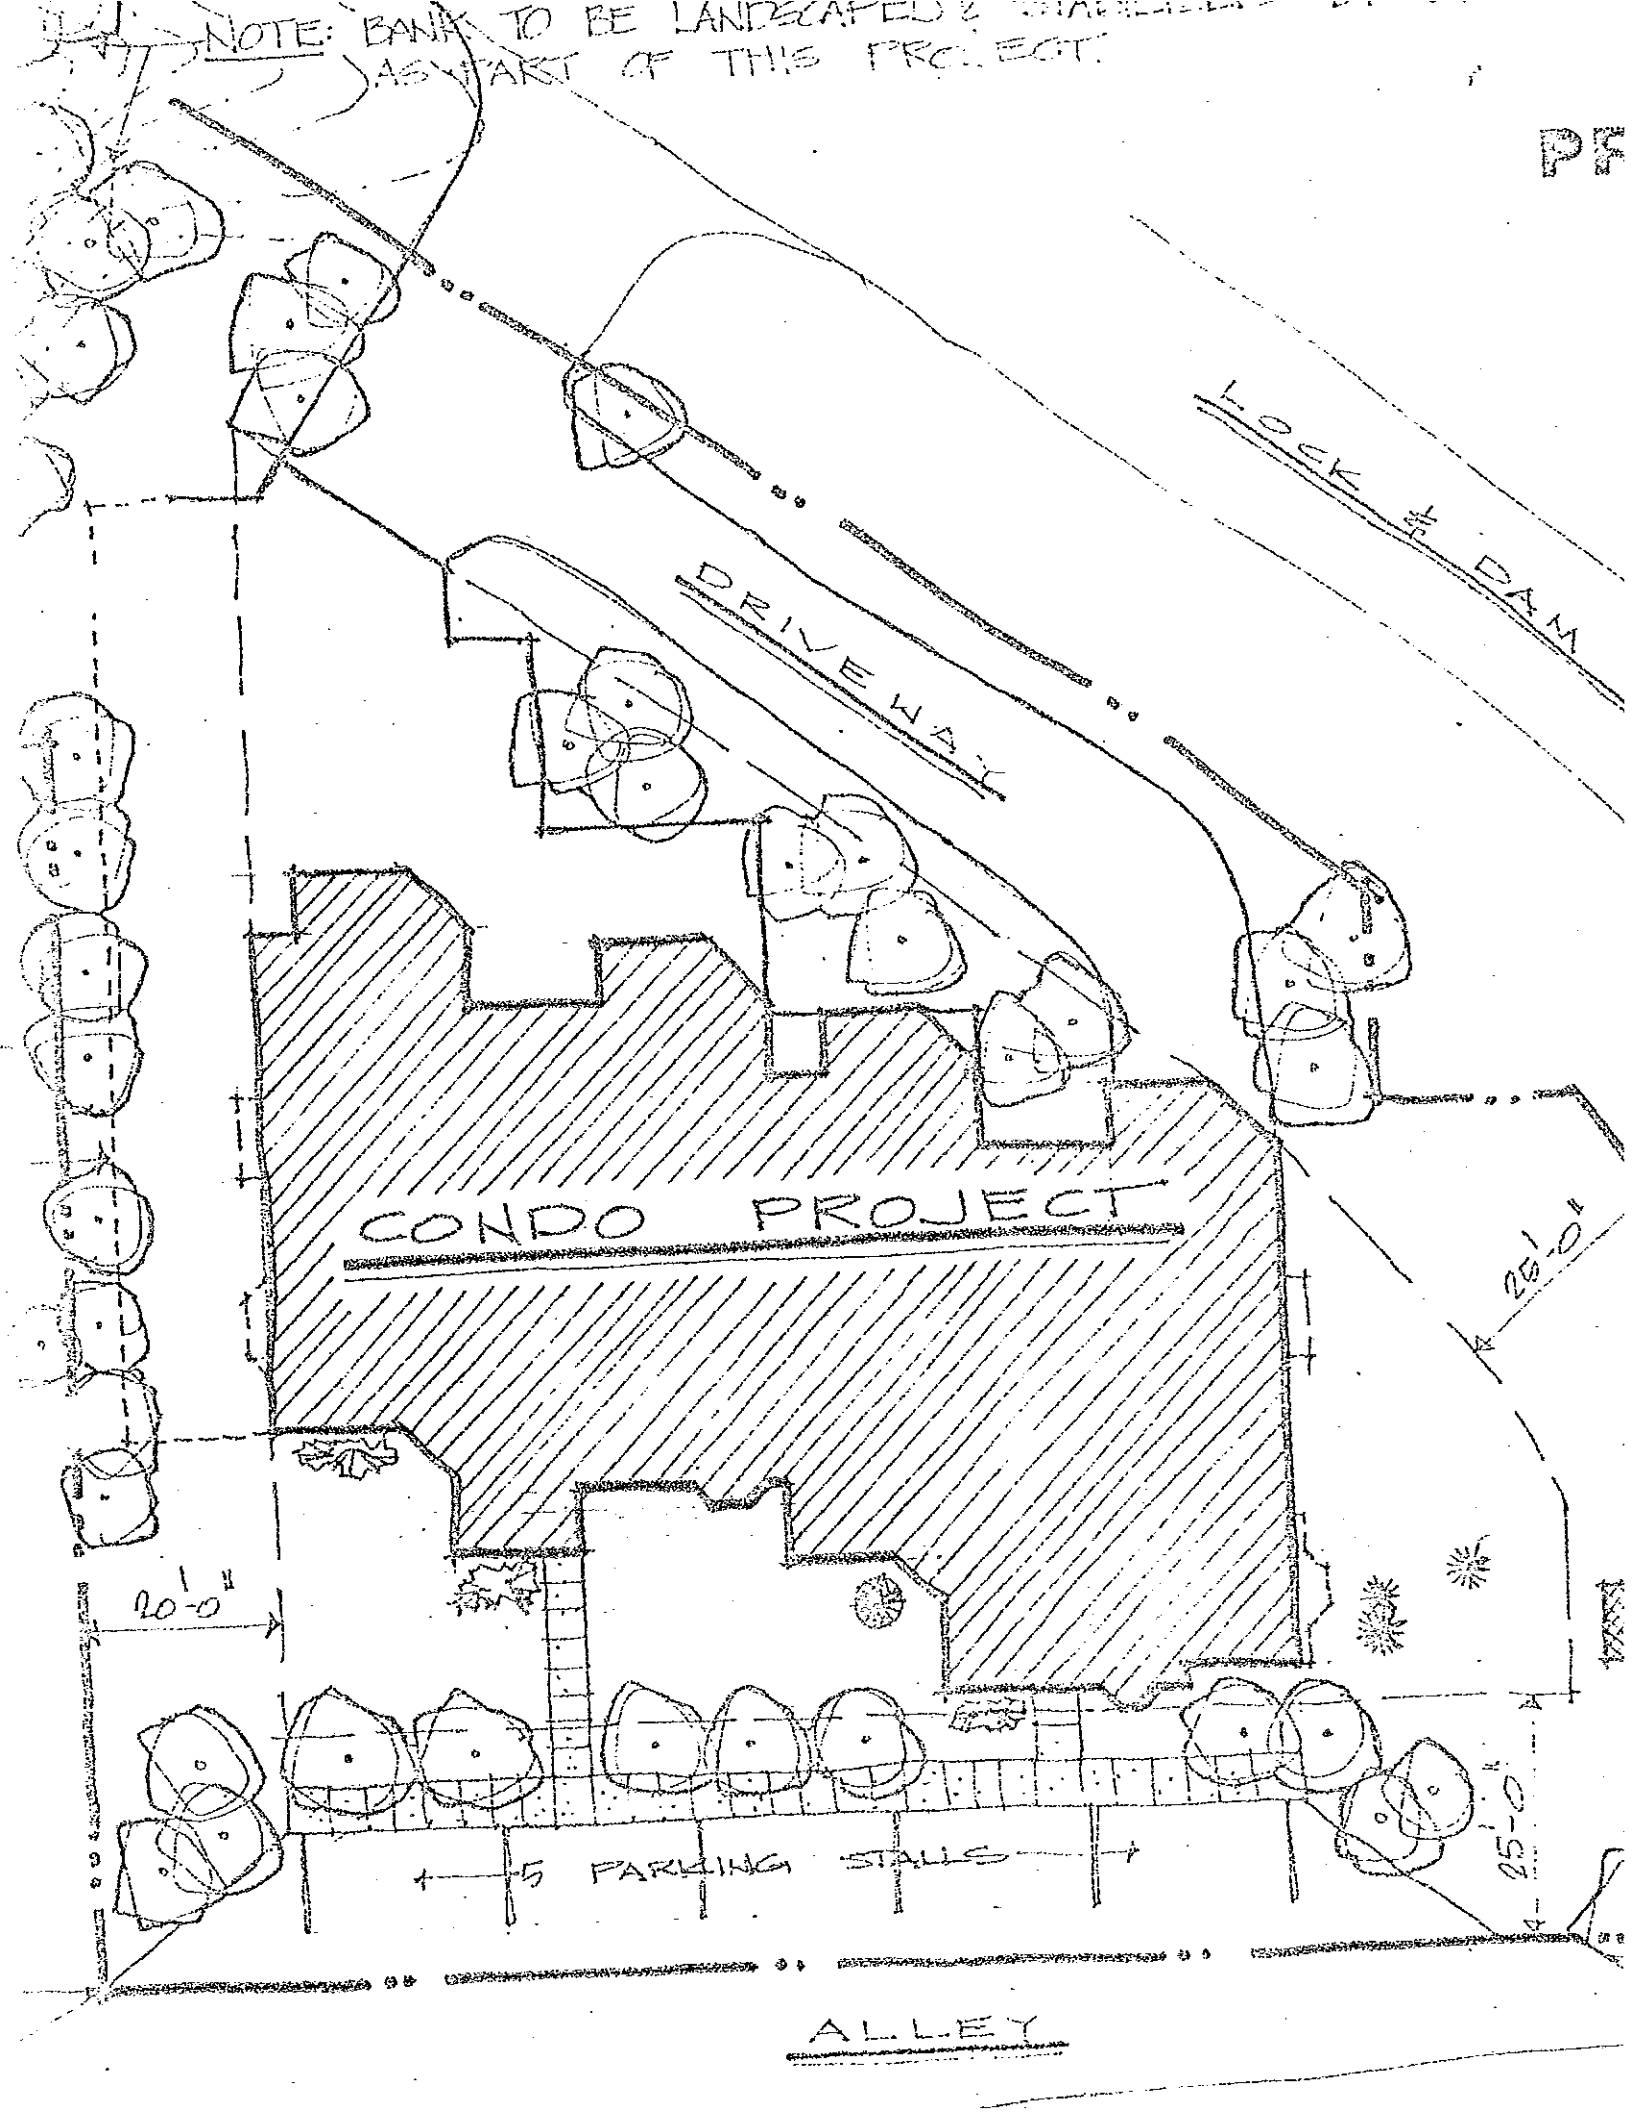 NOTE: BANK TO BE LANDSCAPED &
AS PART OF THIS PROJECT.
PR
LOCK & DAM
DRIVEWAY
CONDO PROJECT
25'-0"
20'-0"
5 PARKING STALLS
25'-0"
ALLEY